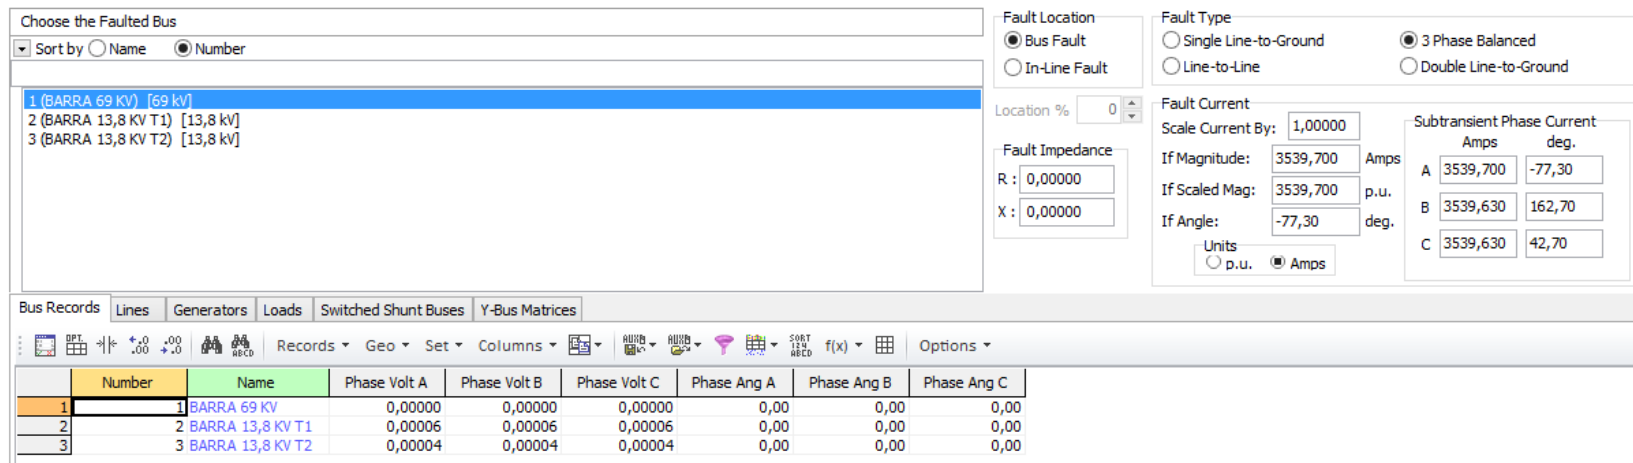 Choose the Faulted Bus
Sort by Name Number
1 (BARRA 69 KV) [69 kV]
2 (BARRA 13,8 KV T1) [13,8 kV]
3 (BARRA 13,8 KV T2) [13,8 kV]
Fault Location
Bus Fault
In-Line Fault
Location % 0
Fault Impedance
R : 0,00000
X : 0,00000
Fault Type
Single Line-to-Ground 3 Phase Balanced
Line-to-Line Double Line-to-Ground
Fault Current
Scale Current By: 1,00000
If Magnitude: 3539,700 Amps
If Scaled Mag: 3539,700 p.u.
If Angle: -77,30 deg.
Units
p.u. Amps
Subtransient Phase Current
Amps deg.
A 3539,700 -77,30
B 3539,630 162,70
C 3539,630 42,70
Bus Records Lines Generators Loads Switched Shunt Buses Y-Bus Matrices
Records Geo Set Columns f(x) Options
Number Name Phase Volt A Phase Volt B Phase Volt C Phase Ang A Phase Ang B Phase Ang C
1 1 BARRA 69 KV 0,00000 0,00000 0,00000 0,00 0,00 0,00
2 2 BARRA 13,8 KV T1 0,00006 0,00006 0,00006 0,00 0,00 0,00
3 3 BARRA 13,8 KV T2 0,00004 0,00004 0,00004 0,00 0,00 0,00